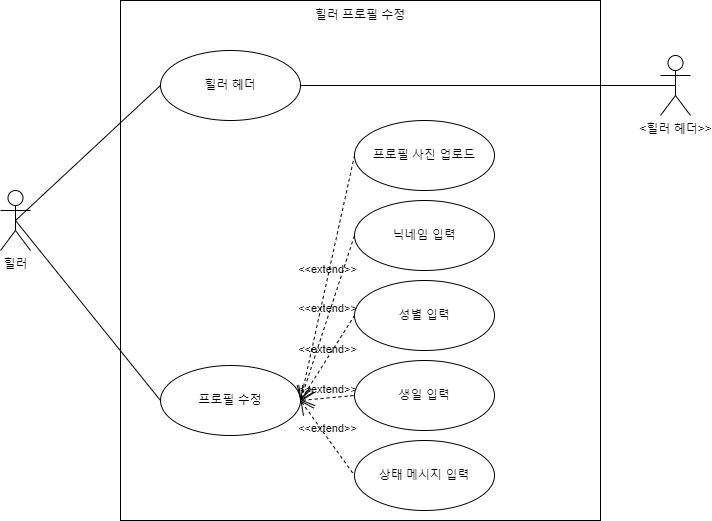 힐러 프로필 수정
힐러 헤더
<힐러 헤더>>
프로필 사진 업로드
닉네임 입력
힐러
<<extend>>
<<extend>>
성별 입력
<<extend>>
<<extend>>
생일 입력
프로필 수정
<<extend>>
상태 메시지 입력